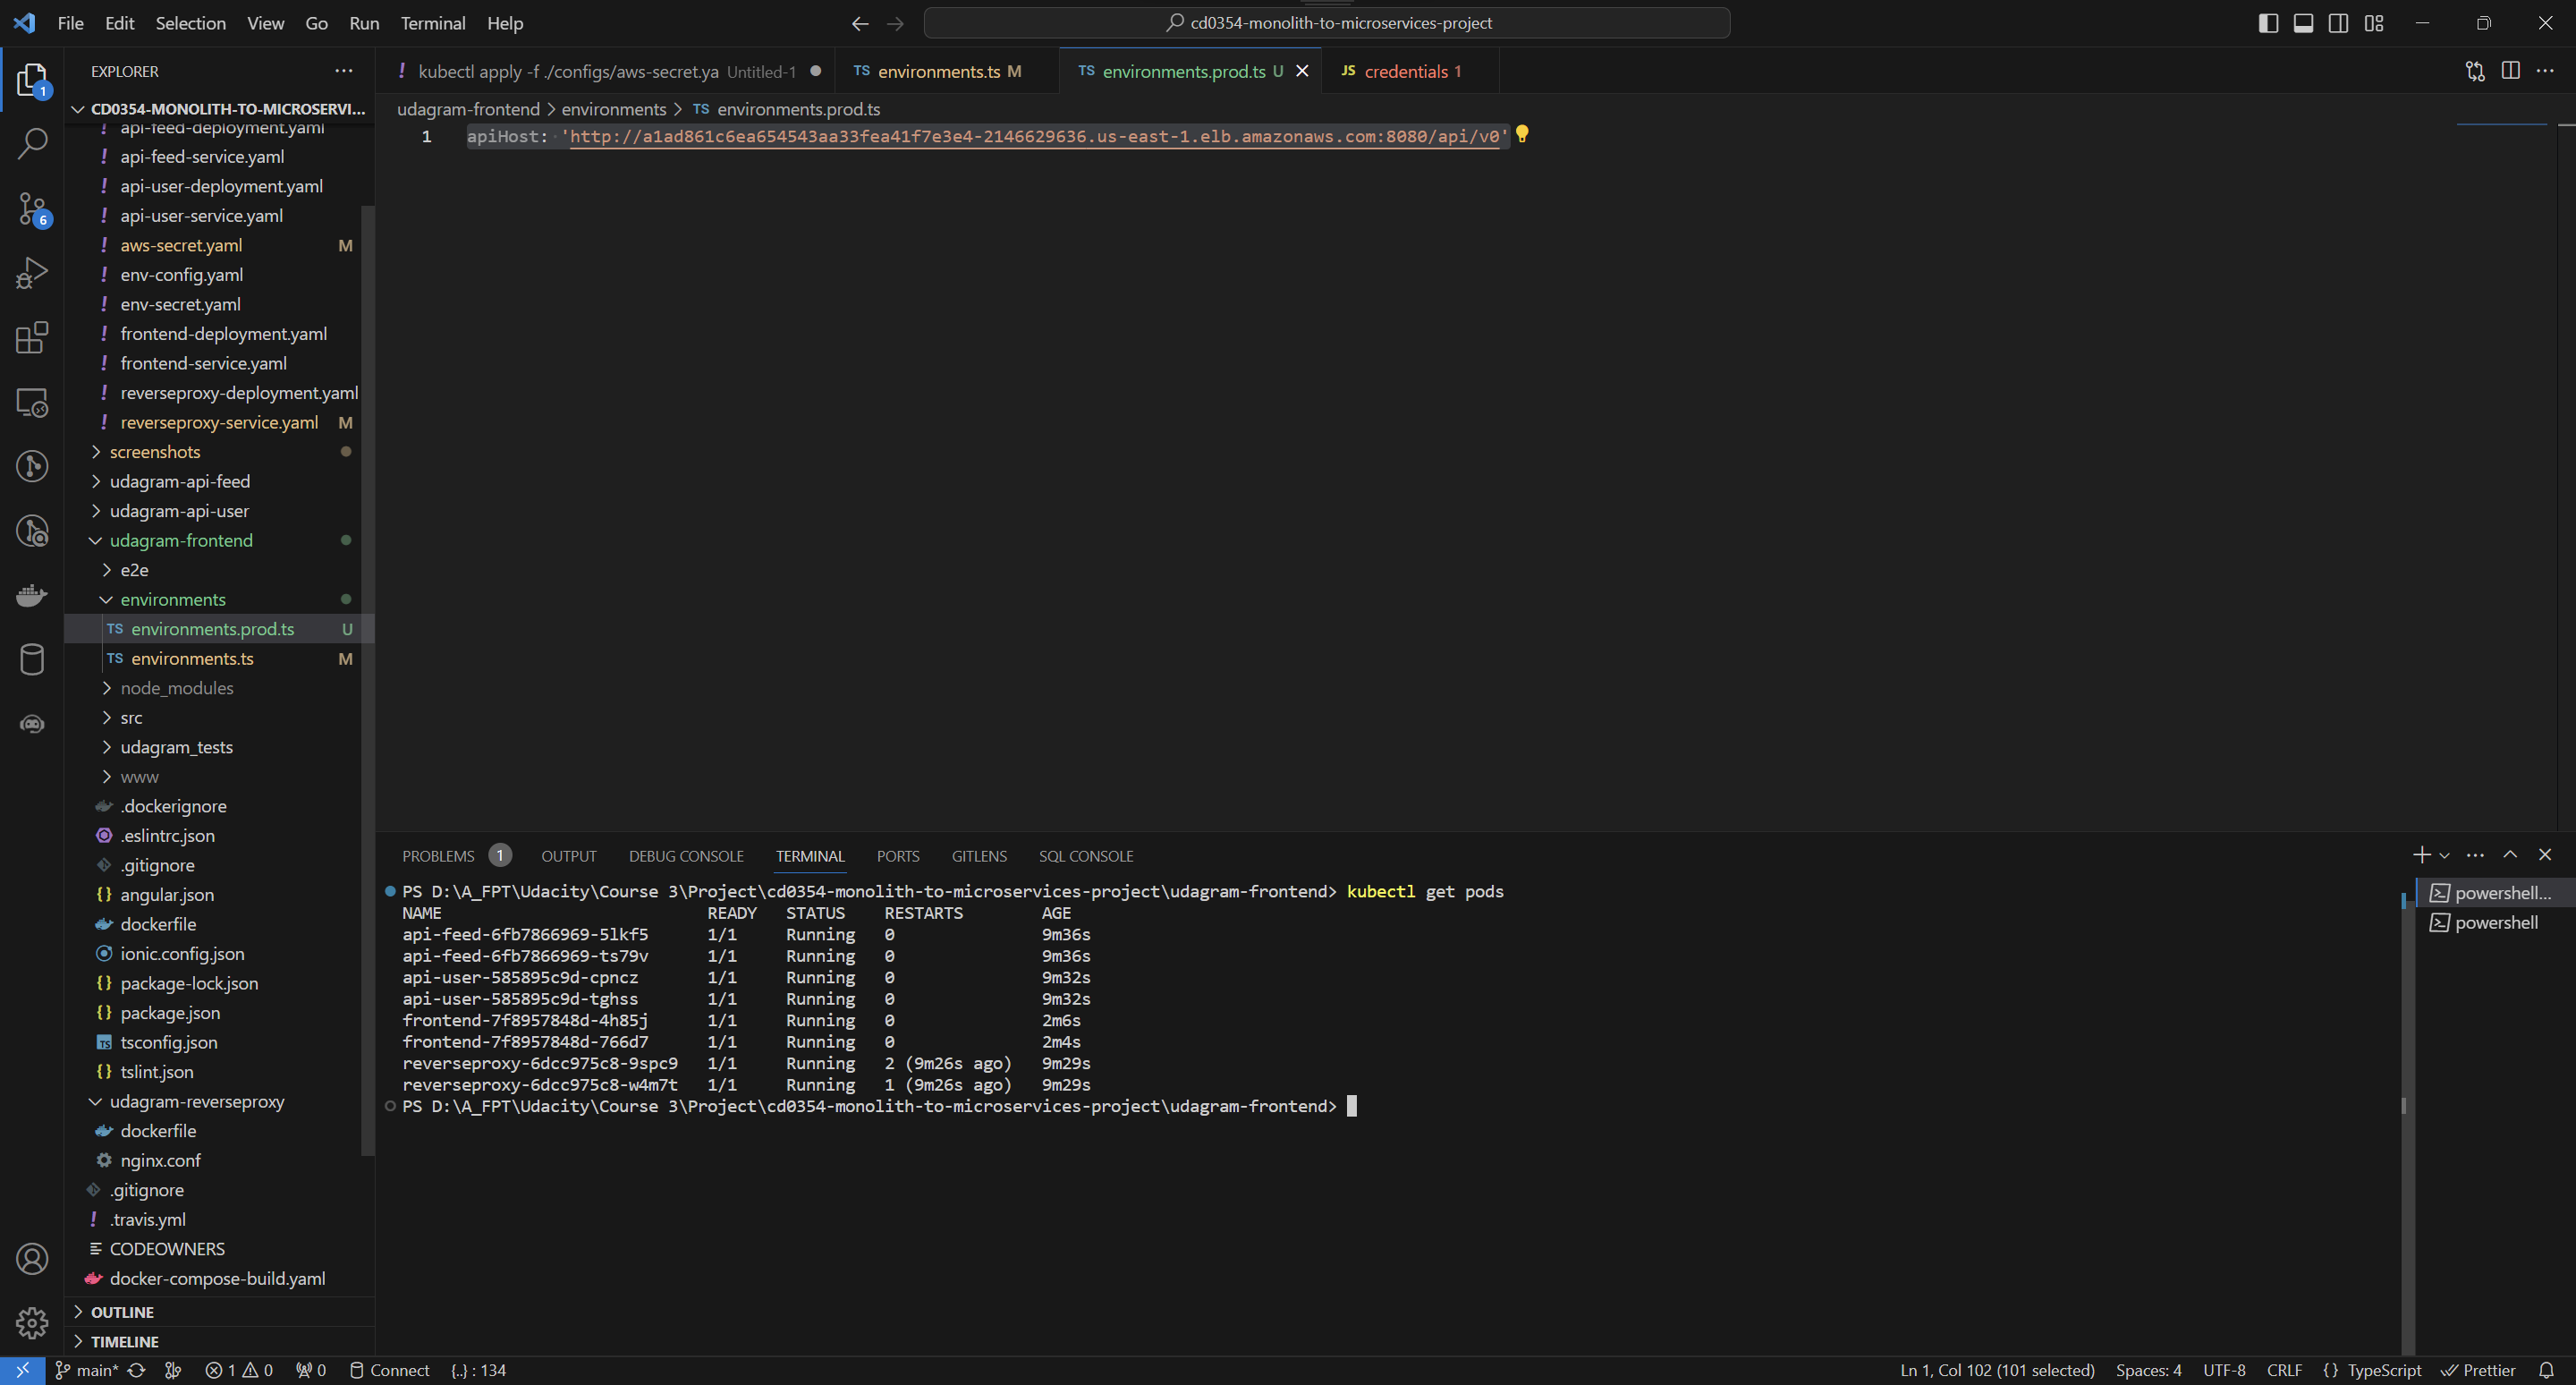 File Edit Selection View Go Run Terminal Help
cd0354-monolith-to-microservices-project
EXPLORER
CD0354-MONOLITH-TO-MICROSERVI...
api-feed-deployment.yaml
! api-feed-service.yaml
! api-user-deployment.yaml
! api-user-service.yaml
! aws-secret.yaml M
! env-config.yaml
! env-secret.yaml
! frontend-deployment.yaml
! frontend-service.yaml
! reverseproxy-deployment.yaml
! reverseproxy-service.yaml M
screenshots
udagram-api-feed
udagram-api-user
udagram-frontend
e2e
environments
TS environments.prod.ts U
TS environments.ts M
node_modules
src
udagram_tests
www
.dockerignore
.eslintrc.json
.gitignore
{} angular.json
dockerfile
ionic.config.json
{} package-lock.json
{} package.json
TS tsconfig.json
{} tslint.json
udagram-reverseproxy
dockerfile
nginx.conf
.gitignore
! .travis.yml
CODEOWNERS
docker-compose-build.yaml
OUTLINE
TIMELINE
1
6
! kubectl apply -f ./configs/aws-secret.ya Untitled-1
TS environments.ts M
TS environments.prod.ts U
JS credentials 1
udagram-frontend > environments > TS environments.prod.ts
1 apiHost: 'http://a1ad861c6ea654543aa33fea41f7e3e4-2146629636.us-east-1.elb.amazonaws.com:8080/api/v0'
PROBLEMS 1 OUTPUT DEBUG CONSOLE TERMINAL PORTS GITLENS SQL CONSOLE
PS D:\A_FPT\Udacity\Course 3\Project\cd0354-monolith-to-microservices-project\udagram-frontend> kubectl get pods
NAME READY STATUS RESTARTS AGE
api-feed-6fb7866969-5lkf5 1/1 Running 0 9m36s
api-feed-6fb7866969-ts79v 1/1 Running 0 9m36s
api-user-585895c9d-cpncz 1/1 Running 0 9m32s
api-user-585895c9d-tghss 1/1 Running 0 9m32s
frontend-7f8957848d-4h85j 1/1 Running 0 2m6s
frontend-7f8957848d-766d7 1/1 Running 0 2m4s
reverseproxy-6dcc975c8-9spc9 1/1 Running 2 (9m26s ago) 9m29s
reverseproxy-6dcc975c8-w4m7t 1/1 Running 1 (9m26s ago) 9m29s
PS D:\A_FPT\Udacity\Course 3\Project\cd0354-monolith-to-microservices-project\udagram-frontend>
powershell...
powershell
main* 1 0 0 Connect {..} : 134
Ln 1, Col 102 (101 selected) Spaces: 4 UTF-8 CRLF {} TypeScript Prettier